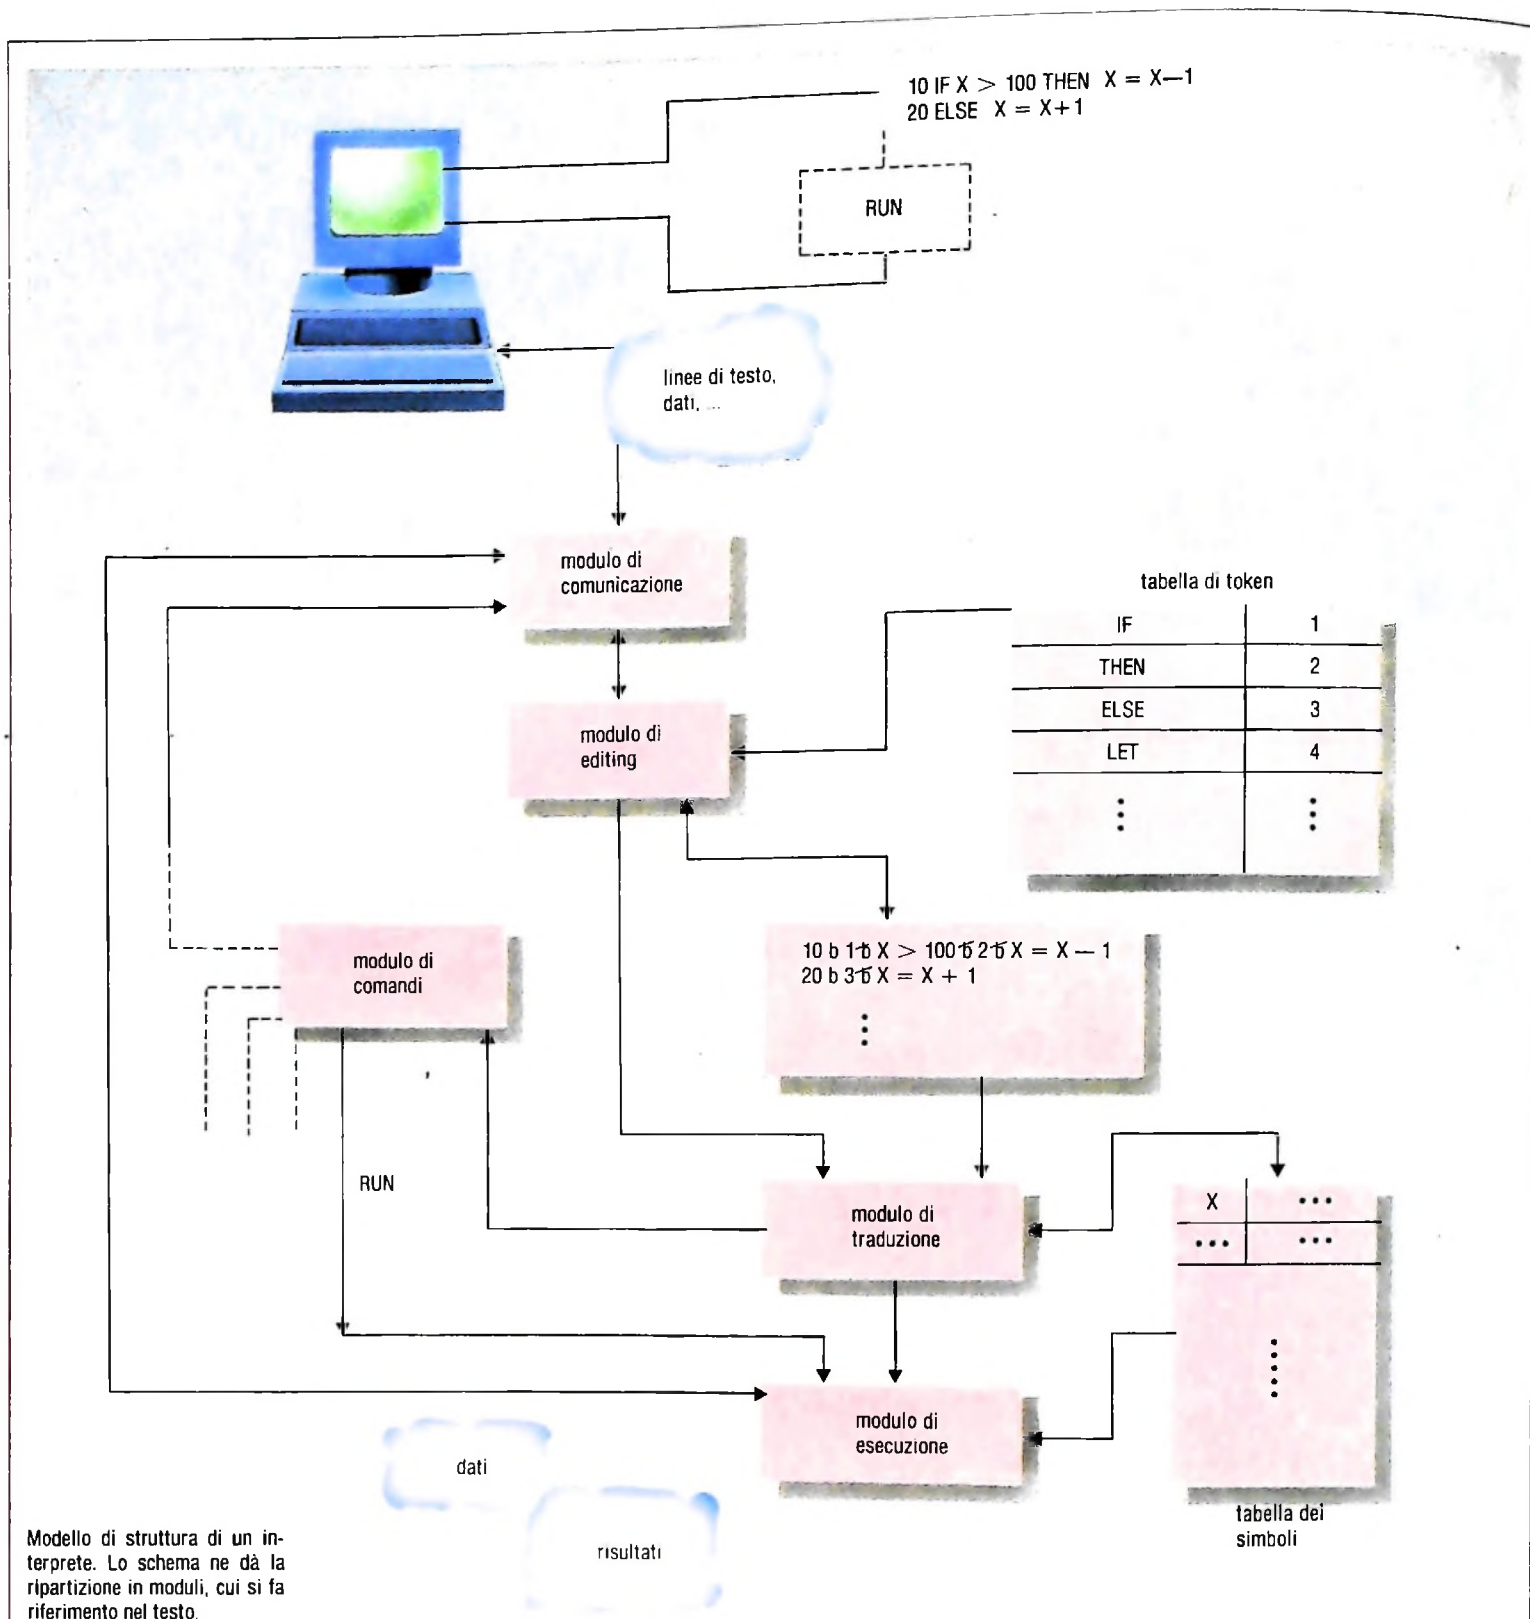 10 IF X > 100 THEN X = X—1
20 ELSE X = X+1
RUN
linee di testo,
dati, ...
modulo di
comunicazione
tabella di token
IF 1
THEN 2
ELSE 3
LET 4
modulo di
editing
10 b 1 ƀ X > 100 ƀ 2 ƀ X = X — 1
20 b 3 ƀ X = X + 1
modulo di
comandi
RUN
modulo di
traduzione
X ...
... ...
modulo di
esecuzione
tabella dei
simboli
dati
risultati
Modello di struttura di un in-
terprete. Lo schema ne dà la
ripartizione in moduli, cui si fa
riferimento nel testo.